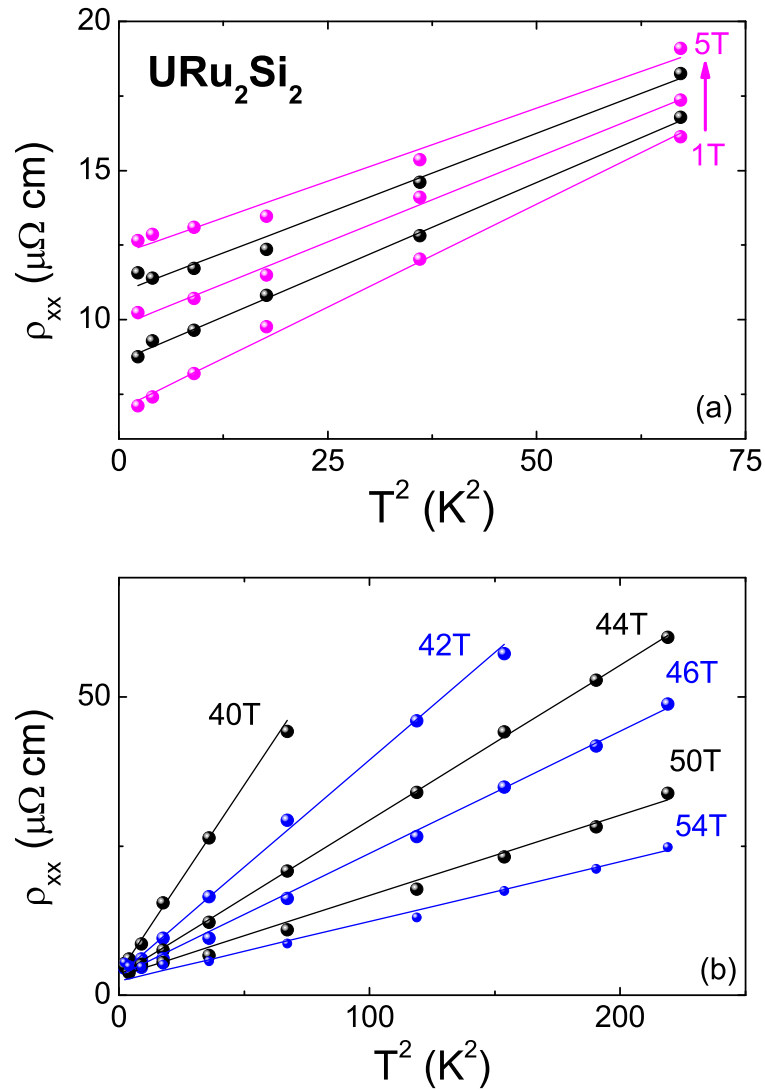 20
URu₂Si₂
5T
15
1T
ρxx (μΩ cm)
10
(a)
0 25 50 75
T² (K²)
44T
42T
46T
50
40T
50T
ρxx (μΩ cm)
54T
(b)
0
0 100 200
T² (K²)